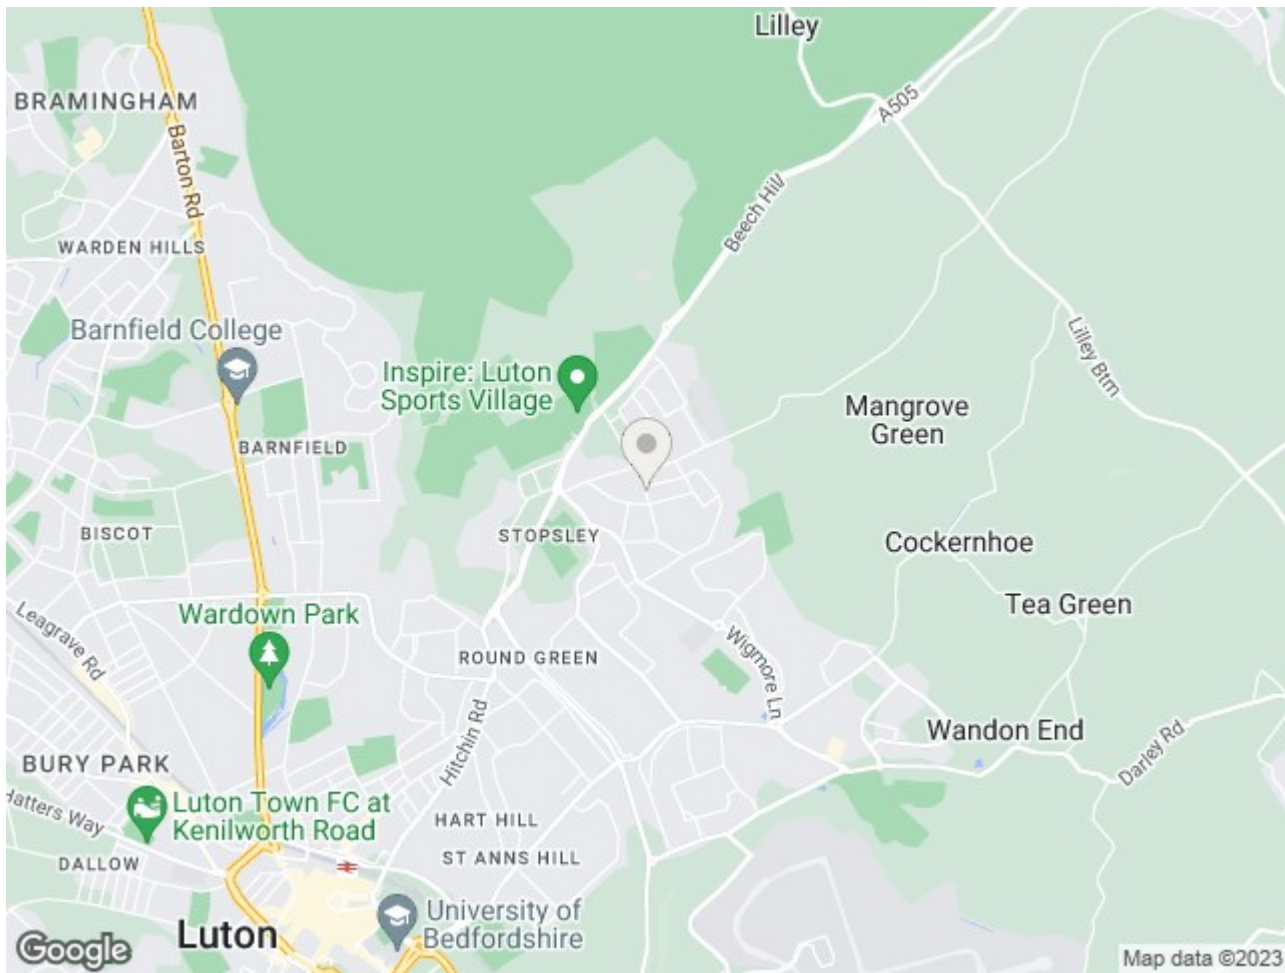 Lilley
A505
BRAMINGHAM
Barton Rd
Beech Hill
WARDEN HILLS
Barnfield College
Lilley Btm
Inspire: Luton
Sports Village
Mangrove
Green
BARNFIELD
BISCOT
STOPSLEY
Cockernhoe
Tea Green
Leagrave Rd
Wardown Park
Wigmore Ln
ROUND GREEN
Hitchin Rd
Wandon End
Darley Rd
BURY PARK
Hatters Way
Luton Town FC at
Kenilworth Road
HART HILL
DALLOW
ST ANNS HILL
University of
Bedfordshire
Luton
Google
Map data ©2023